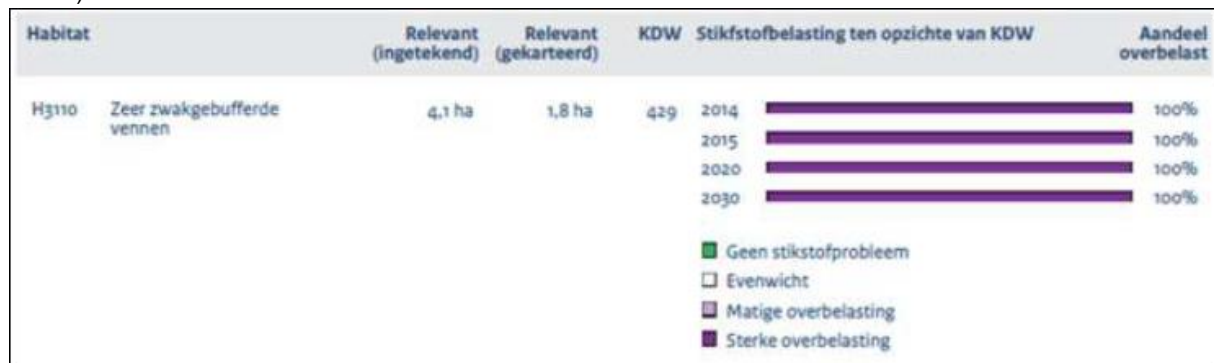 Habitat Relevant (ingetekend) Relevant (gekarteerd) KDW Stikfstofbelasting ten opzichte van KDW Aandeel overbelast
H3110 Zeer zwakgebufferde vennen 4,1 ha 1,8 ha 429 2014 100%
2015 100%
2020 100%
2030 100%
Geen stikstofprobleem
Evenwicht
Matige overbelasting
Sterke overbelasting